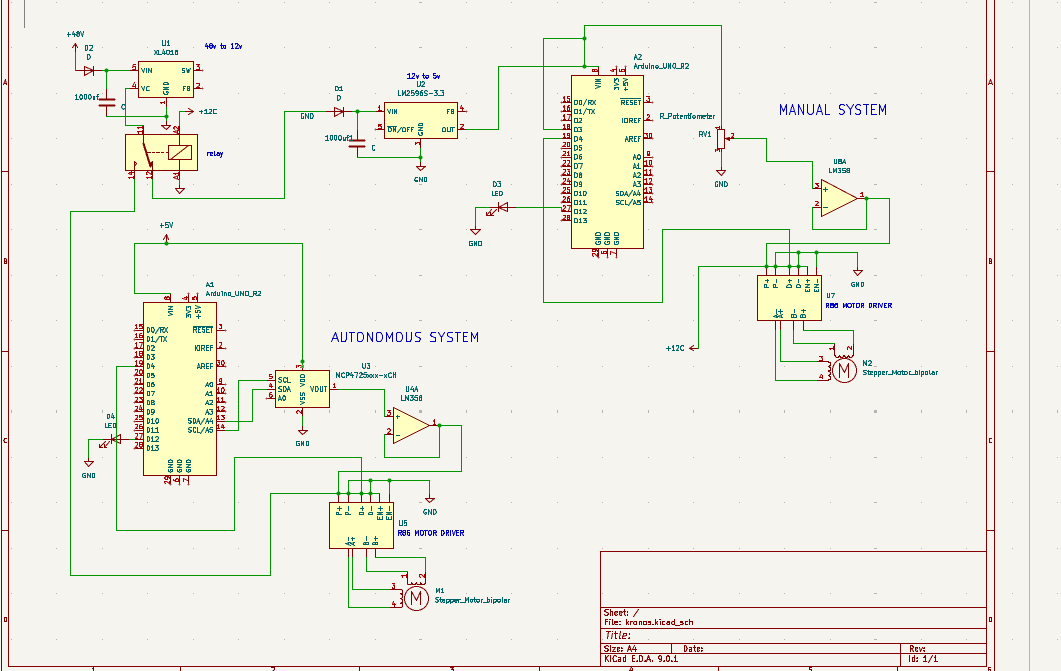 +48V
D2
D
U1
XL4016
48v to 12v
VIN
SW
VC
FB
GND
1000uf
C
+12C
relay
12v to 5v
U2
LM2596S-3.3
D1
D
GND
VIN
FB
ON/OFF
GND
OUT
1000uf1
C
GND
A2
Arduino_UNO_R2
VIN
3V3
+5V
D0/RX
D1/TX
D2
D3
D4
D5
D6
D7
D8
D9
D10
D11
D12
D13
RESET
IOREF
AREF
A0
A1
A2
A3
SDA/A4
SCL/A5
GND
GND
GND
D3
LED
GND
MANUAL SYSTEM
R_Potentiometer
RV1
GND
U8A
LM358
GND
P+
P-
D+
D-
EN+
EN-
A-
A+
B-
B+
U7
R86 MOTOR DRIVER
+12C
M
M2
Stepper_Motor_bipolar
+5V
A1
Arduino_UNO_R2
VIN
3V3
+5V
D0/RX
D1/TX
D2
D3
D4
D5
D6
D7
D8
D9
D10
D11
D12
D13
RESET
IOREF
AREF
A0
A1
A2
A3
SDA/A4
SCL/A5
GND
GND
GND
D4
LED
GND
AUTONOMOUS SYSTEM
U3
MCP4725xxx-xCH
SCL
SDA
A0
VDD
VSS
VOUT
GND
U4A
LM358
GND
P+
P-
D+
D-
EN+
EN-
A-
A+
B-
B+
U5
R86 MOTOR DRIVER
M
M1
Stepper_Motor_bipolar
Sheet: /
File: kronos.kicad_sch
Title:
Size: A4 Date: Rev:
KiCad E.D.A. 9.0.1 Id: 1/1